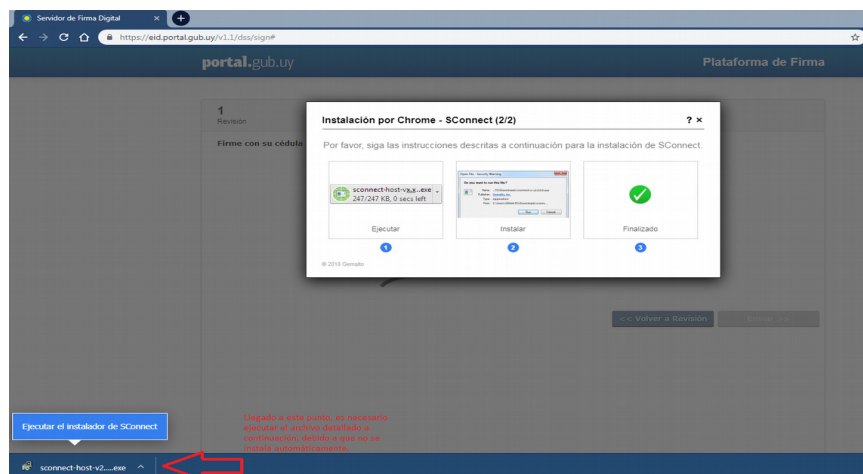 Servidor de Firma Digital
https://eid.portal.gub.uy/v1.1/dss/sign#
portal.gub.uy
Plataforma de Firma
1
Revisión
Firme con su cédula
Instalación por Chrome - SConnect (2/2)
? ×
Por favor, siga las instrucciones descritas a continuación para la instalación de SConnect.
sconnect-host-vx.x..exe
247/247 KB, 0 secs left
Ejecutar
Instalar
Finalizado
1
2
3
© 2016 Gemalto
<< Volver a Revisión
Llegado a este punto, es necesario
ejecutar el archivo detallado a
continuación, debido a que no se
instala automáticamente.
Ejecutar el instalador de SConnect
sconnect-host-v2.....exe